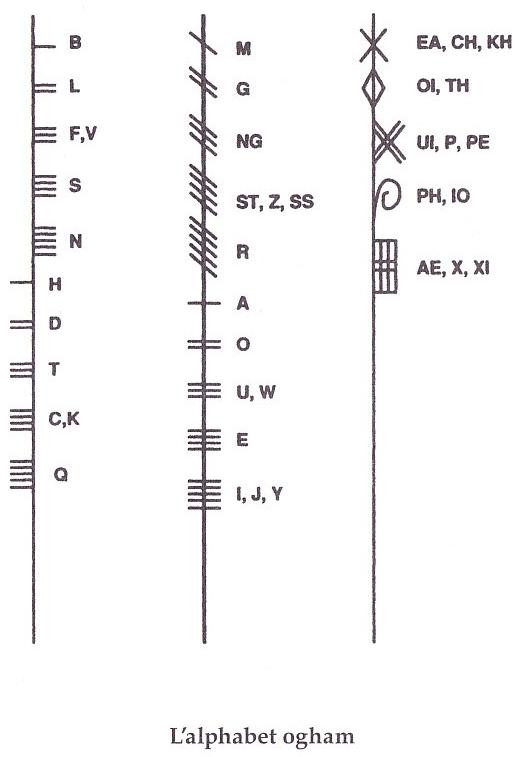 B
L
F,V
S
N
H
D
T
C,K
Q
M
G
NG
ST, Z, SS
R
A
O
U, W
E
I, J, Y
EA, CH, KH
OI, TH
UI, P, PE
PH, IO
AE, X, XI
L'alphabet ogham